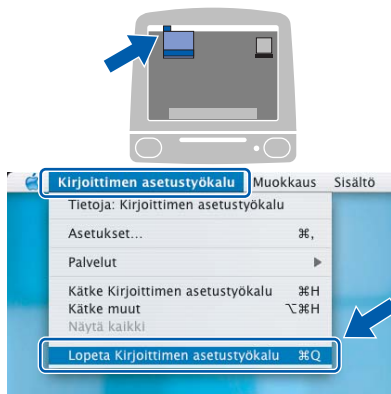 Kirjoittimen asetustyökalu Muokkaus Sisältö
Tietoja: Kirjoittimen asetustyökalu
Asetukset... ⌘,
Palvelut ▶
Kätke Kirjoittimen asetustyökalu ⌘H
Kätke muut ⌥⌘H
Näytä kaikki
Lopeta Kirjoittimen asetustyökalu ⌘Q